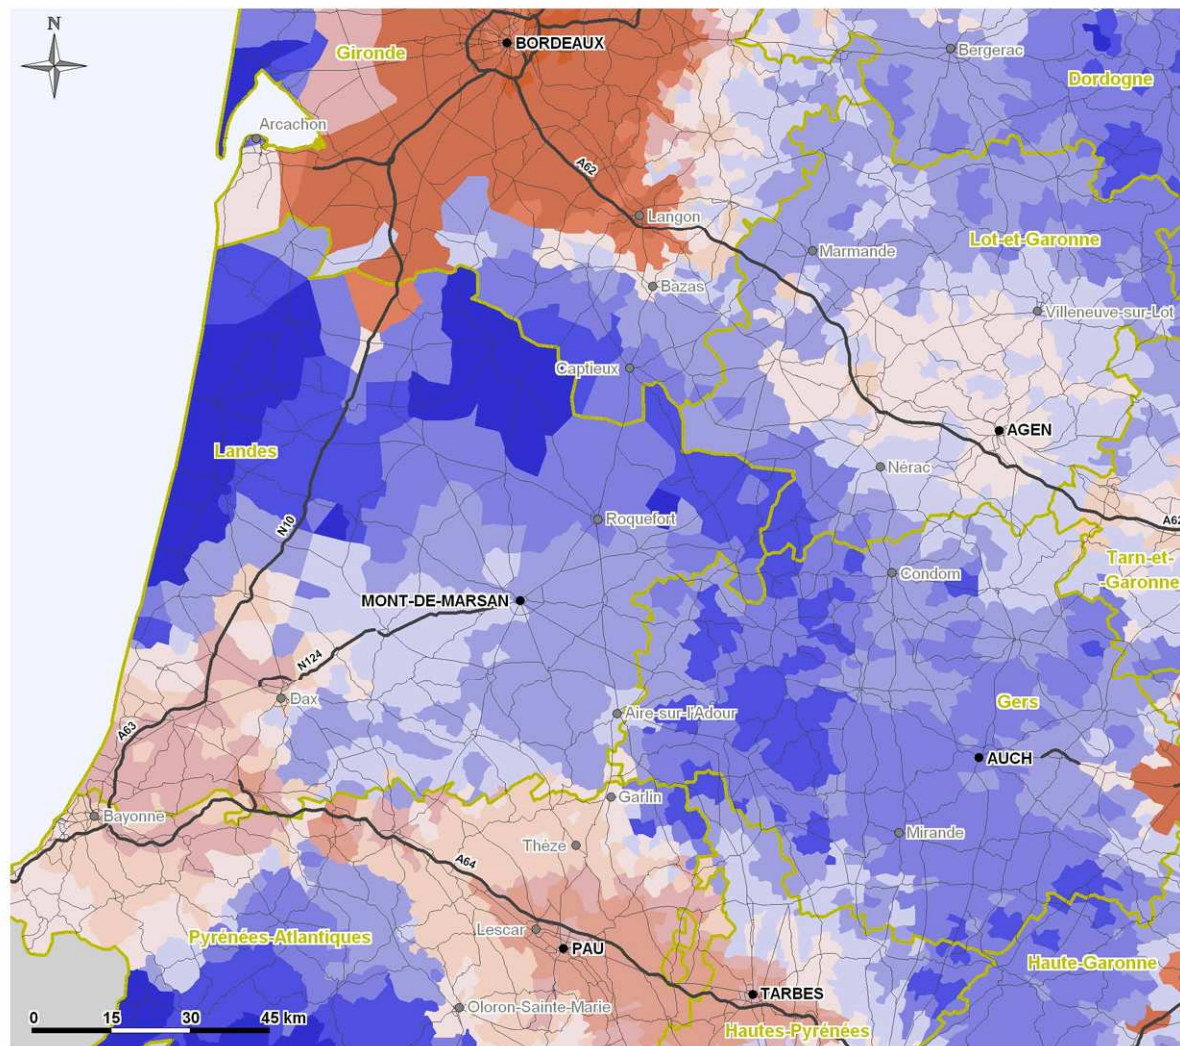 N
Gironde
BORDEAUX
Bergerac
Dordogne
Arcachon
A62
Langon
Lot-et-Garonne
Marmande
Bazas
Villeneuve-sur-Lot
Captieux
AGEN
Landes
Nérac
N10
Roquefort
A62
Tarn-et-
-Garonne
Condom
MONT-DE-MARSAN
N124
Dax
Gers
Aire-sur-l'Adour
A63
AUCH
Garlin
Bayonne
Mirande
Thèze
A64
Lescar
Pyrénées-Atlantiques
PAU
Haute-Garonne
TARBES
Oloron-Sainte-Marie
0 15 30 45 km
Hautes-Pyrénées